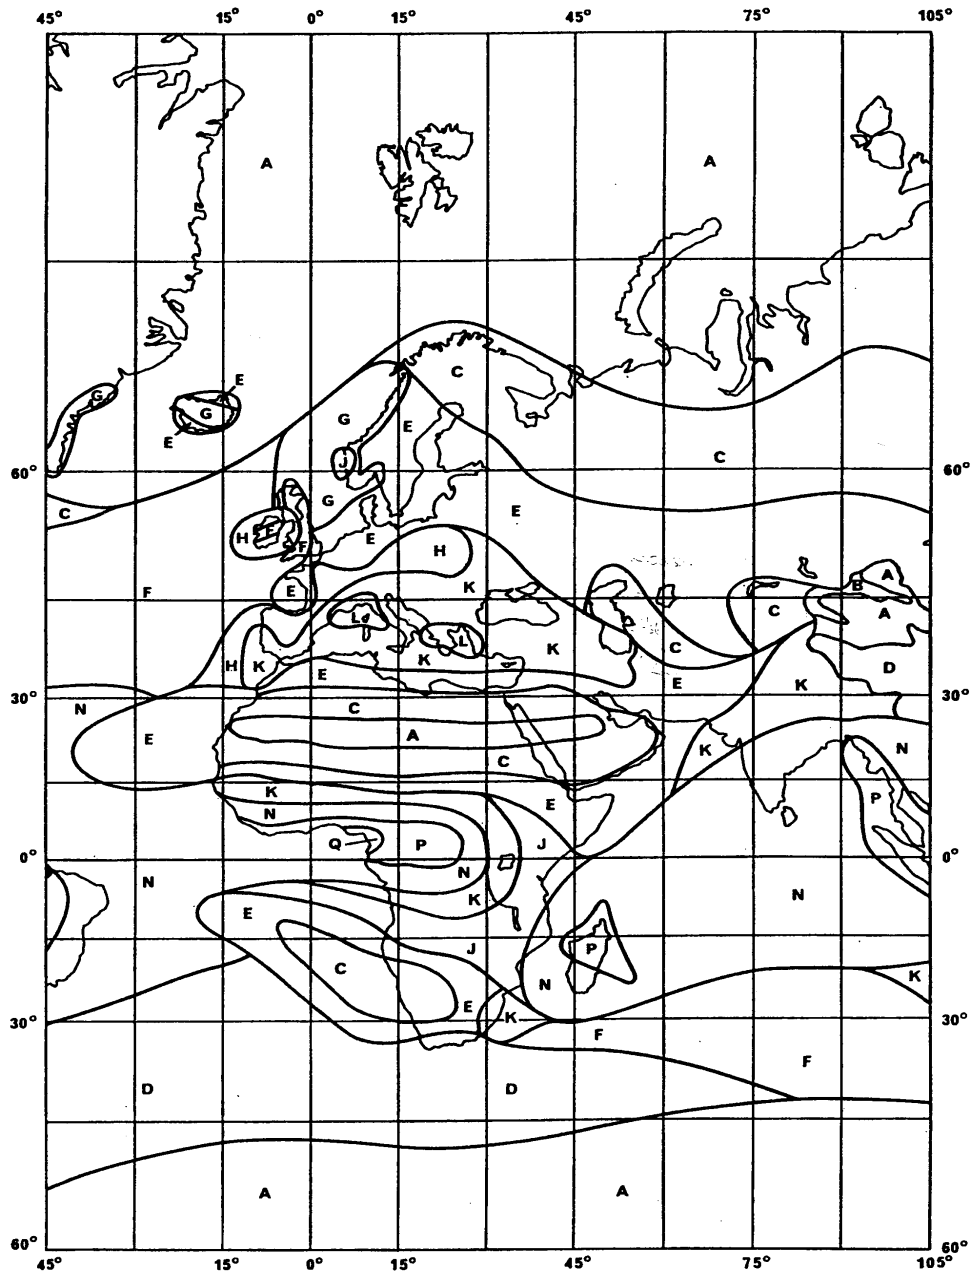 45° 15° 0° 15° 45° 75° 105°
A A
C
E
G G G E
E J
C
60° 60°
C G E
H E F E H
K
B A
F E C A
L
L K
H K K E C D
E K
30° 30°
N C
E A K N
C
K E P
N
Q P J
0° 0°
N N
N K
E
J P
C N K
E K
30° 30°
F
F
D D
A A
60° 60°
45° 15° 0° 15° 45° 75° 105°